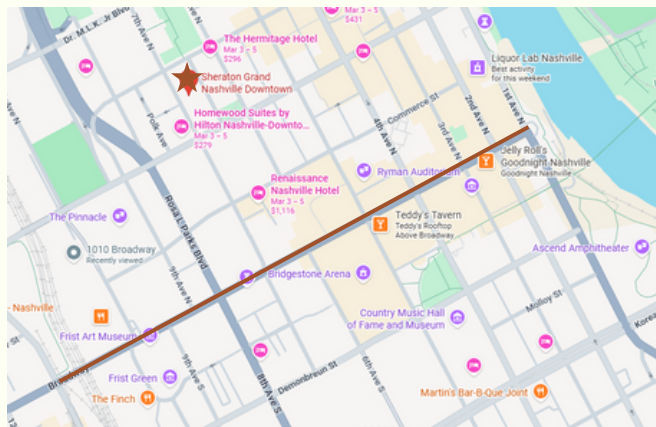 Mar 3 – 5
$431
Dr. M.L.K. Jr Blvd
7th Ave N
The Hermitage Hotel
Mar 3 – 5
$296
Sheraton Grand
Nashville Downtown
Liquor Lab Nashville
Best activity
for this weekend
Commerce St
4th Ave N
3rd Ave N
2nd Ave N
1st Ave N
Homewood Suites by
Hilton Nashville-Downto...
Mar 3 – 5
$279
Polk Ave
Jelly Roll's
Goodnight Nashville
Goodnight Nashville
Ryman Auditorium
Renaissance
Nashville Hotel
Mar 3 – 5
$1,116
The Pinnacle
Rosa L Parks Blvd
Teddy's Tavern
Teddy's Rooftop
Above Broadway
1010 Broadway
Recently viewed
Ascend Amphitheater
9th Ave N
Bridgestone Arena
- Nashville
Country Music Hall
of Fame and Museum
Molloy St
Korea
Frist Art Museum
9th Ave S
8th Ave S
6th Ave S
Demonbreun St
Broadway
Frist Green
The Finch
Martin's Bar-B-Que Joint